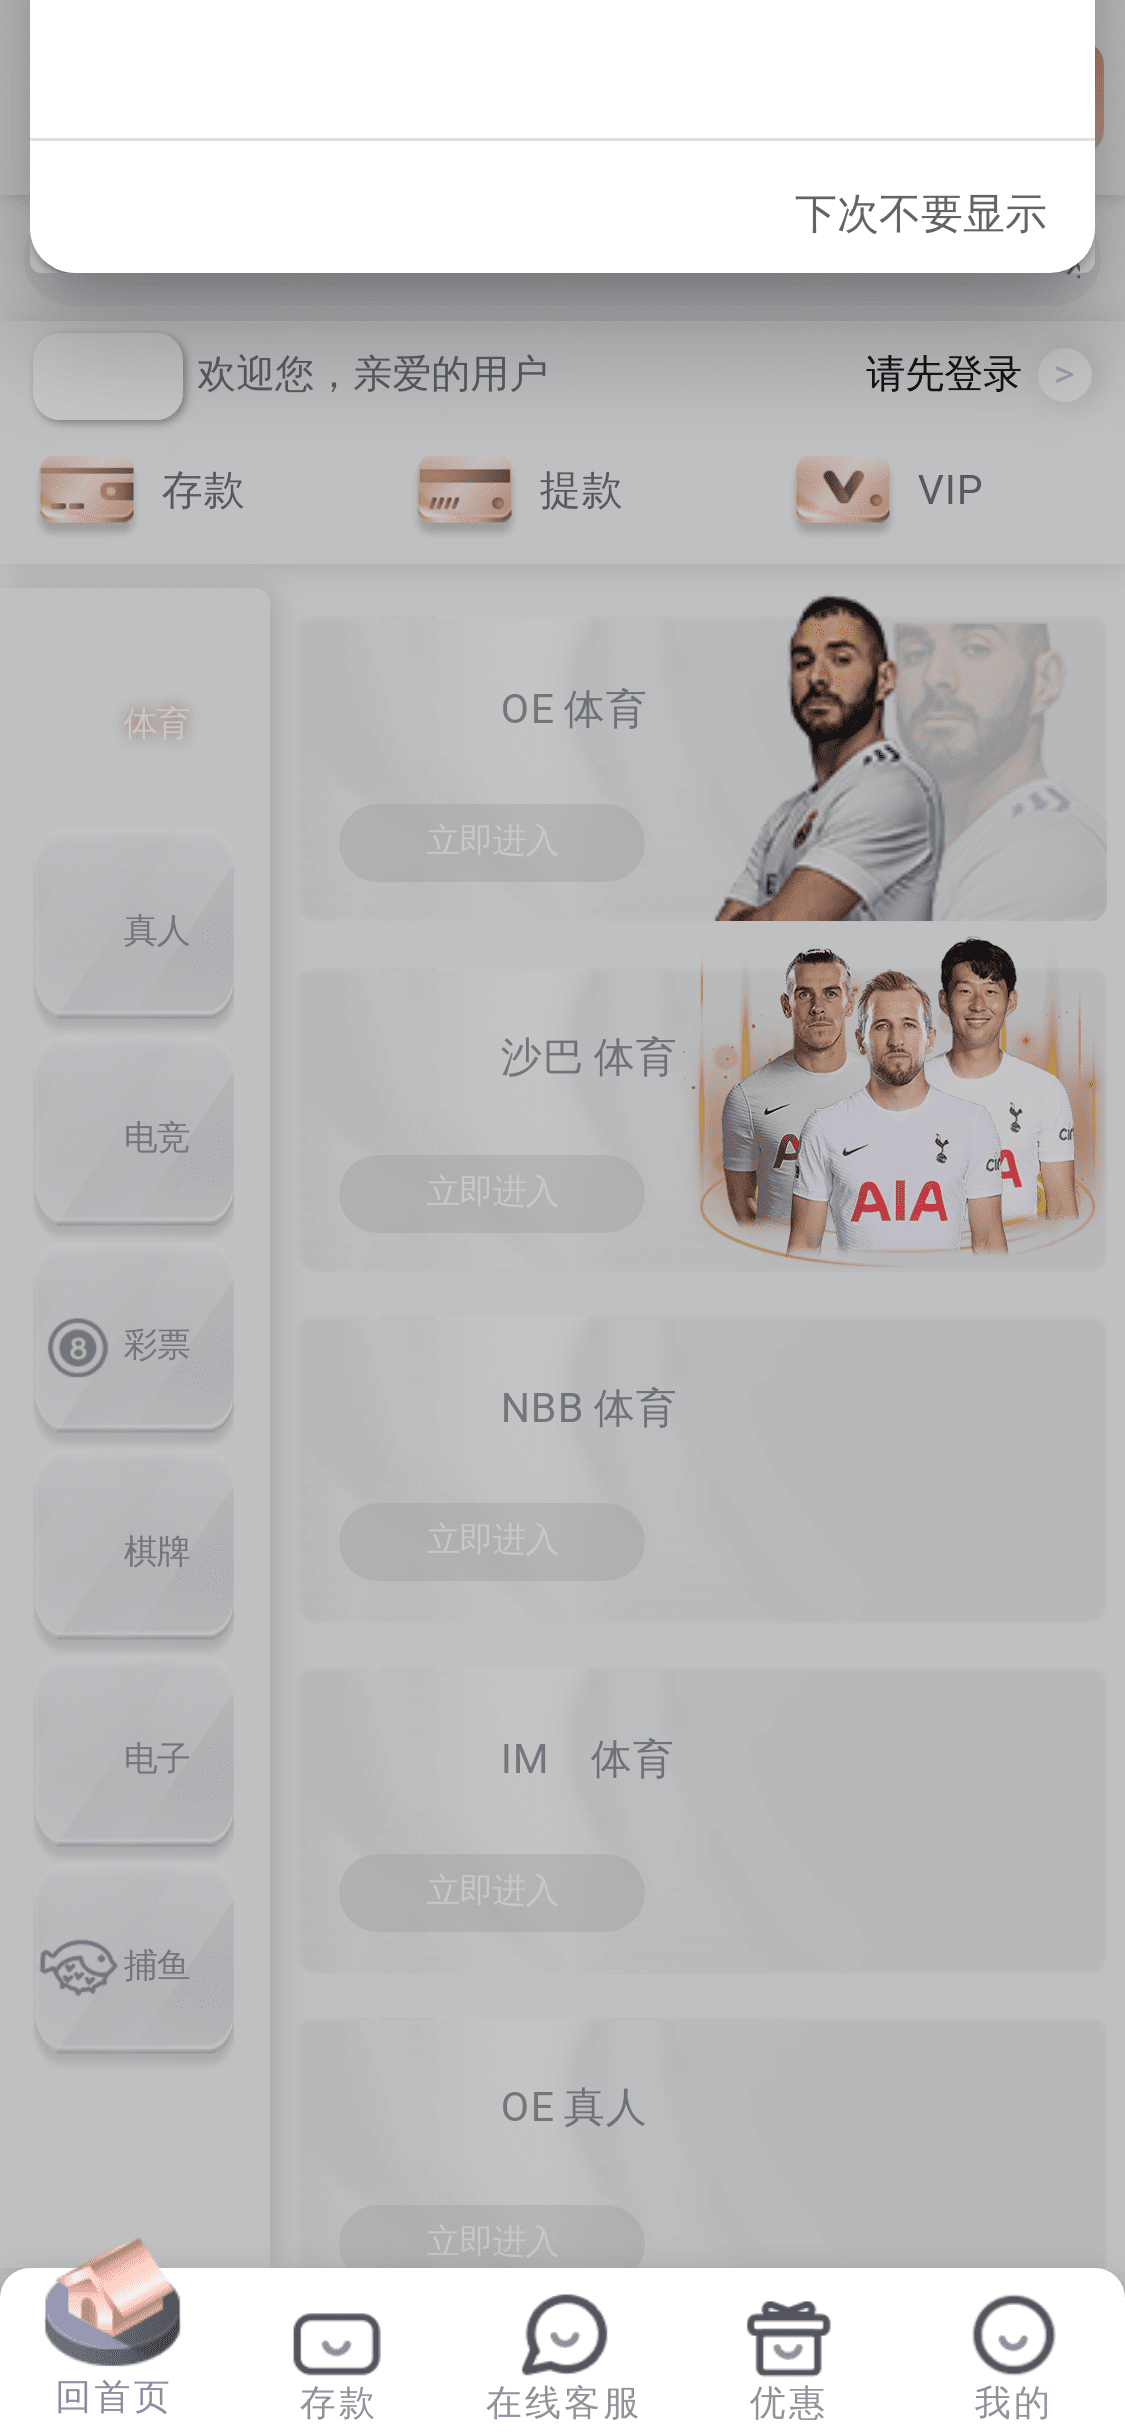 下次不要显示
欢迎您，亲爱的用户
请先登录 >
存款
提款
VIP
体育
真人
电竞
8 彩票
棋牌
电子
捕鱼
OE 体育
立即进入
沙巴 体育
AIA
立即进入
NBB 体育
立即进入
IM 体育
立即进入
OE 真人
立即进入
回首页
存款
在线客服
优惠
我的